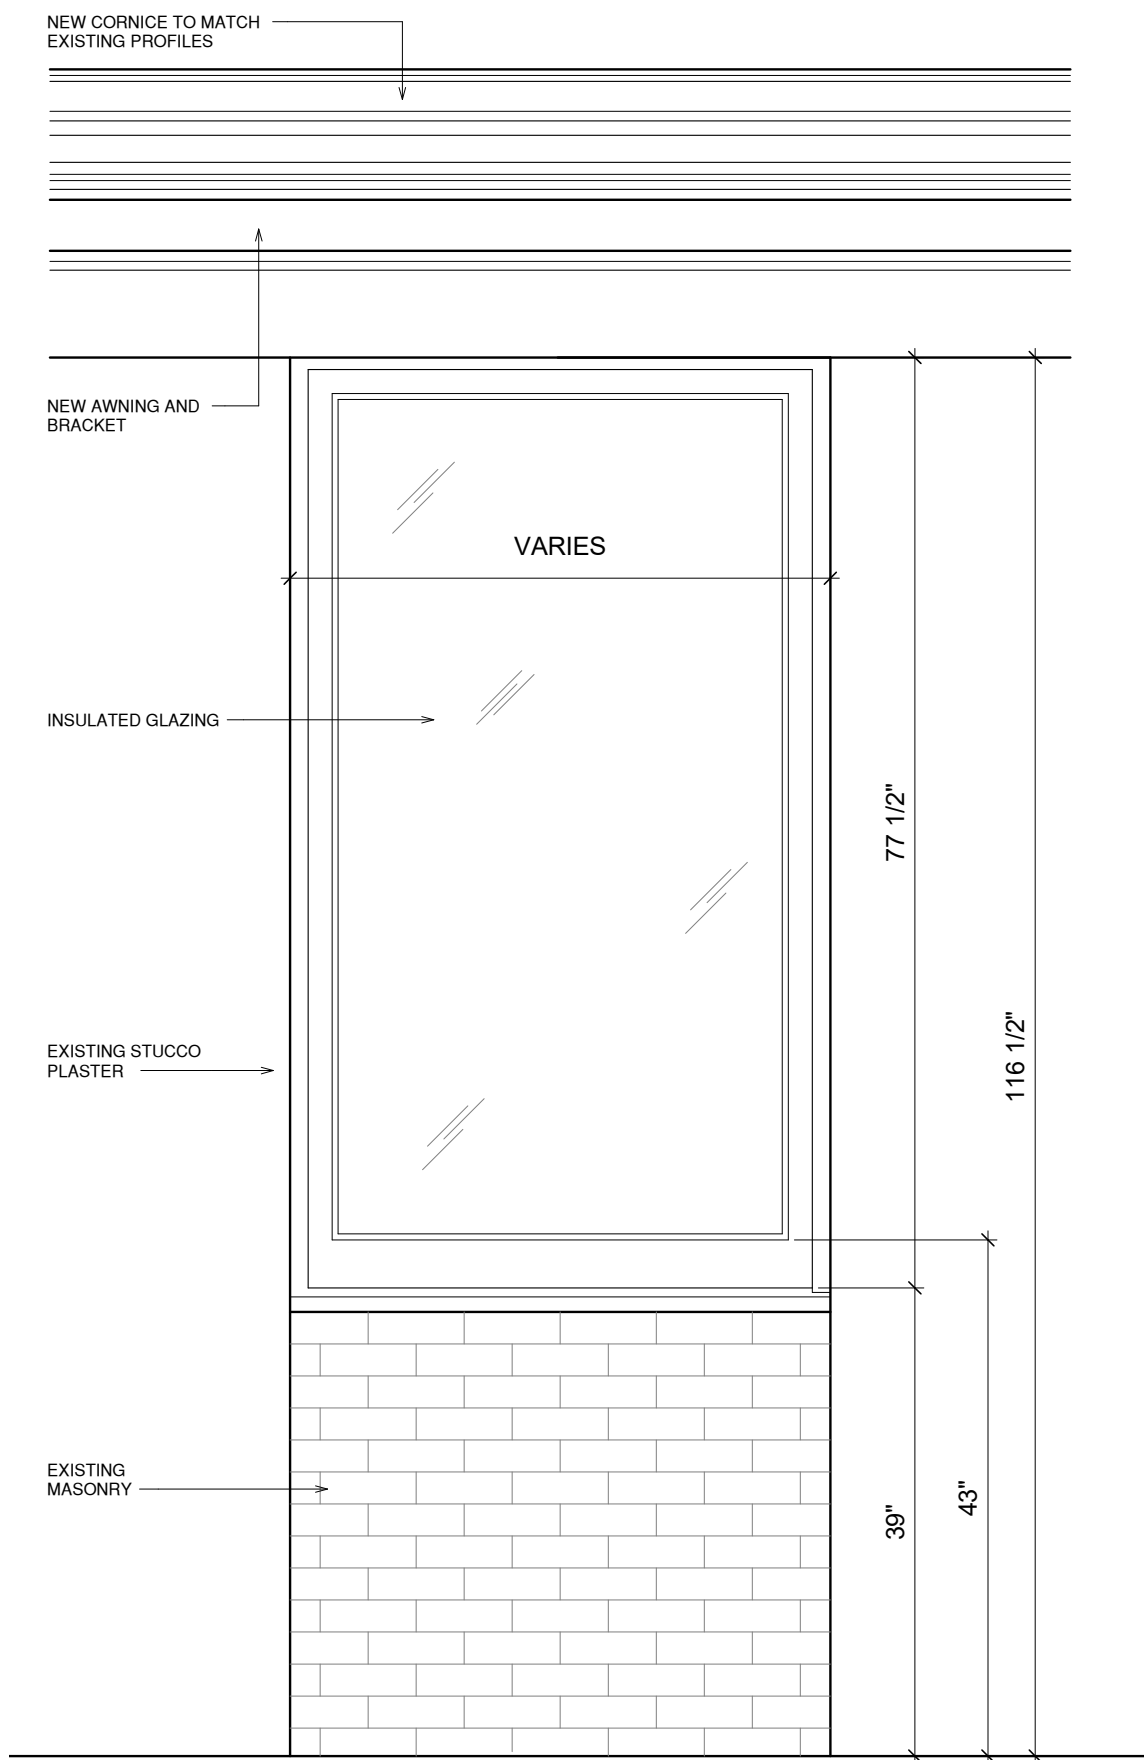 NEW CORNICE TO MATCH
EXISTING PROFILES
NEW AWNING AND
BRACKET
VARIES
INSULATED GLAZING
77 1/2"
EXISTING STUCCO
PLASTER
116 1/2"
EXISTING
MASONRY
39"
43"